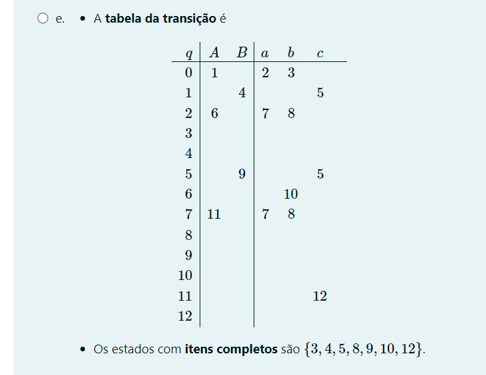 e. • A tabela da transição é
q A B a b c
0 1 2 3
1 4 5
2 6 7 8
3
4
5 9 5
6 10
7 11 7 8
8
9
10
11 12
12
• Os estados com itens completos são {3, 4, 5, 8, 9, 10, 12}.